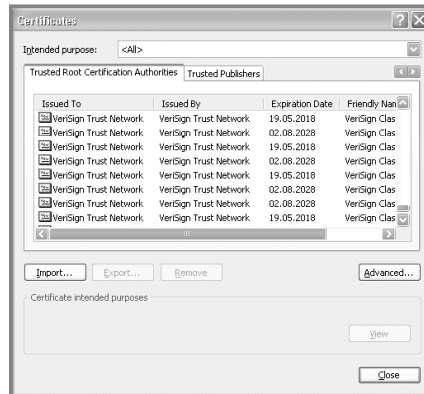 Certificates
Intended purpose: <All>
Trusted Root Certification Authorities Trusted Publishers
Issued To Issued By Expiration Date Friendly Nan
VeriSign Trust Network VeriSign Trust Network 19.05.2018 VeriSign Clas
VeriSign Trust Network VeriSign Trust Network 02.08.2028 VeriSign Clas
VeriSign Trust Network VeriSign Trust Network 19.05.2018 VeriSign Clas
VeriSign Trust Network VeriSign Trust Network 02.08.2028 VeriSign Clas
VeriSign Trust Network VeriSign Trust Network 19.05.2018 VeriSign Clas
VeriSign Trust Network VeriSign Trust Network 02.08.2028 VeriSign Clas
VeriSign Trust Network VeriSign Trust Network 02.08.2028 VeriSign Clas
VeriSign Trust Network VeriSign Trust Network 19.05.2018 VeriSign Clas
Import... Export... Remove Advanced...
Certificate intended purposes
View
Close